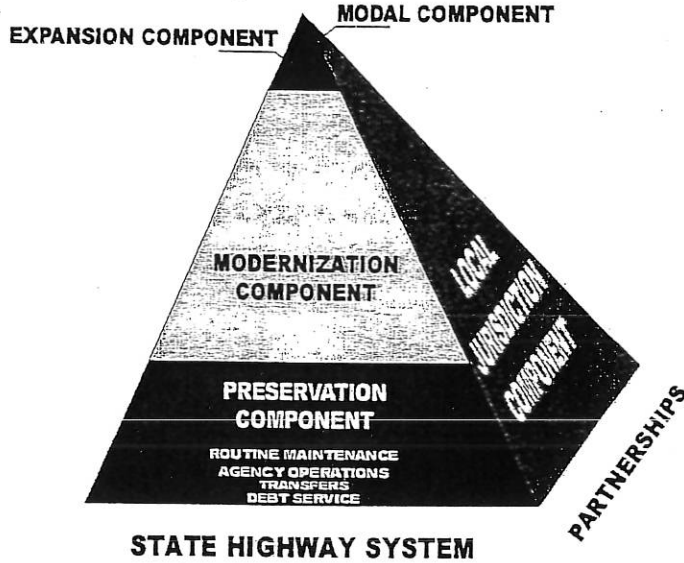 MODAL COMPONENT
EXPANSION COMPONENT
MODERNIZATION
COMPONENT
LOCAL
JURISDICTION
COMPONENT
PRESERVATION
COMPONENT
ROUTINE MAINTENANCE
AGENCY OPERATIONS
TRANSFERS
DEBT SERVICE
PARTNERSHIPS
STATE HIGHWAY SYSTEM